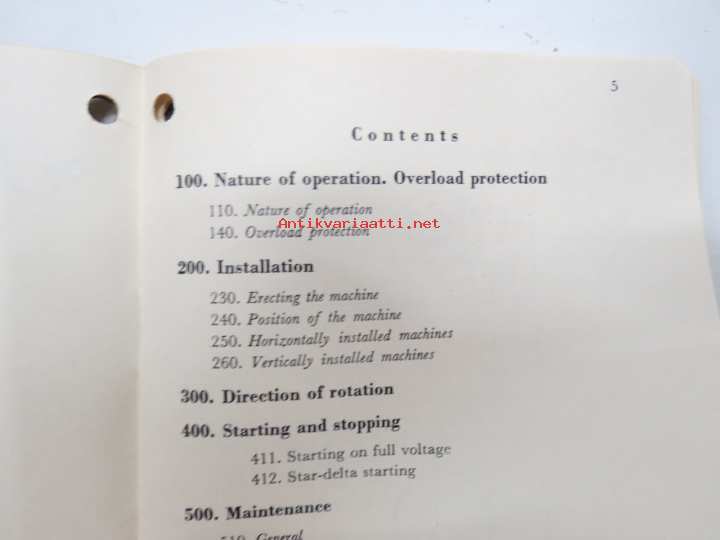 5
Contents
100. Nature of operation. Overload protection
110. Nature of operation
Antikvariaatti.net
140. Overload protection
200. Installation
230. Erecting the machine
240. Position of the machine
250. Horizontally installed machines
260. Vertically installed machines
300. Direction of rotation
400. Starting and stopping
411. Starting on full voltage
412. Star-delta starting
500. Maintenance
510. General